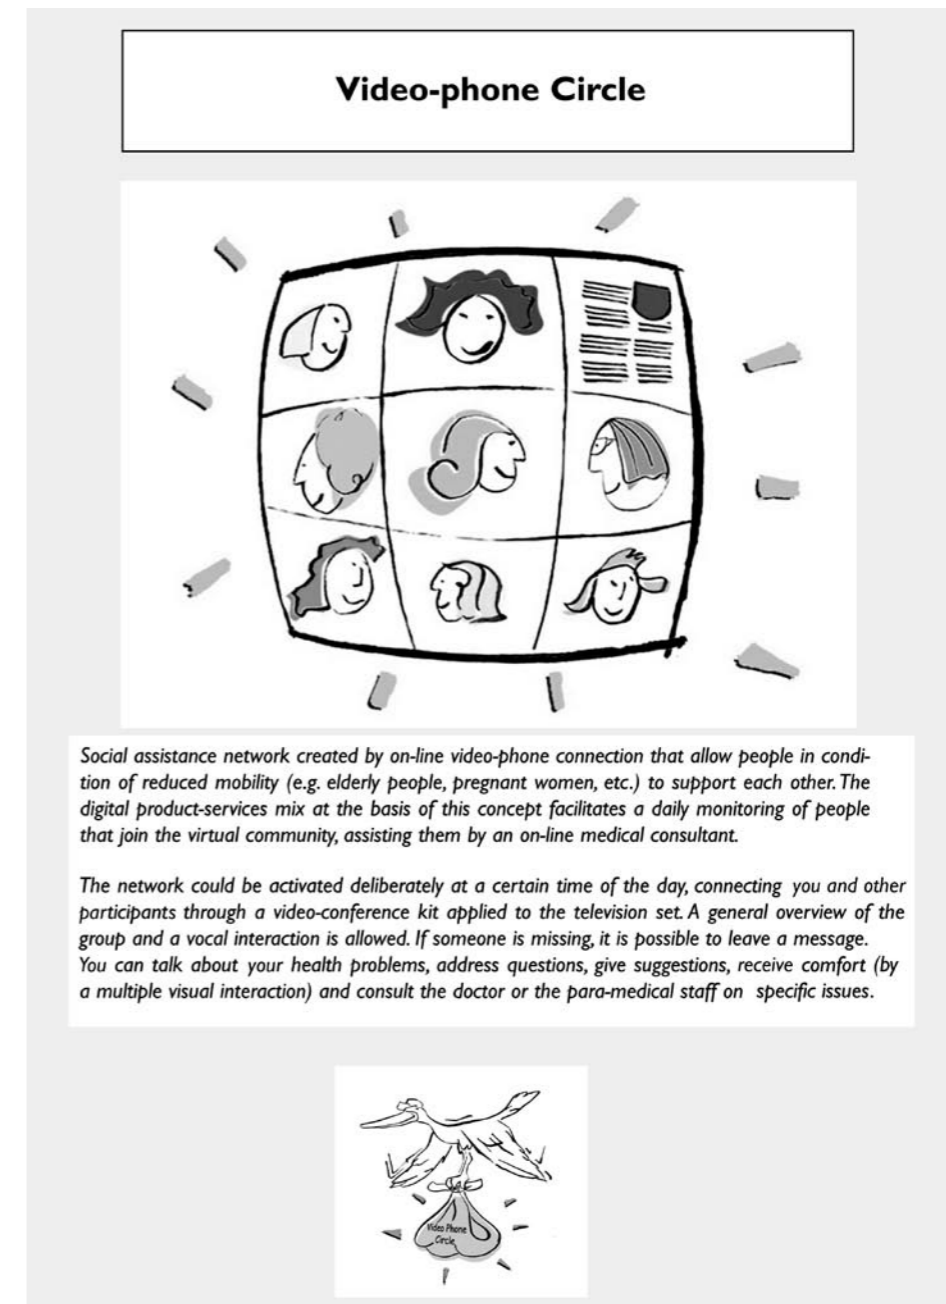 Video-phone Circle
Social assistance network created by on-line video-phone connection that allow people in condi-
tion of reduced mobility (e.g. elderly people, pregnant women, etc.) to support each other. The
digital product-services mix at the basis of this concept facilitates a daily monitoring of people
that join the virtual community, assisting them by an on-line medical consultant.
The network could be activated deliberately at a certain time of the day, connecting you and other
participants through a video-conference kit applied to the television set. A general overview of the
group and a vocal interaction is allowed. If someone is missing, it is possible to leave a message.
You can talk about your health problems, address questions, give suggestions, receive comfort (by
a multiple visual interaction) and consult the doctor or the para-medical staff on specific issues.
Video Phone
Circle